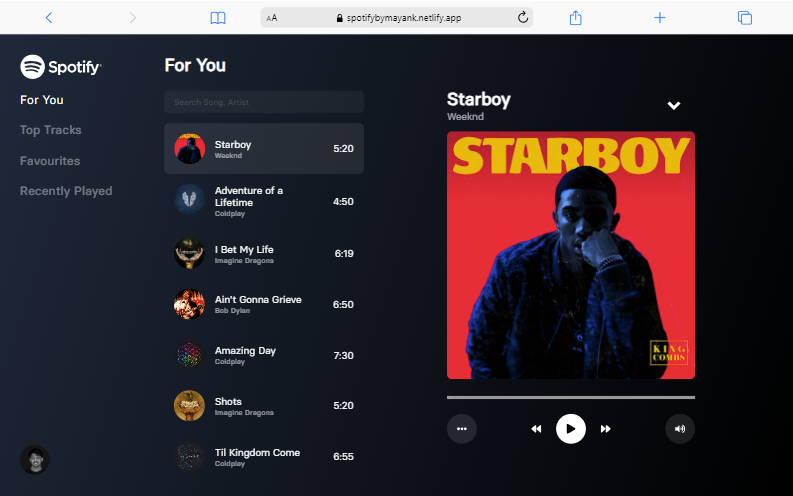 AA
spotifybymayank.netlify.app
Spotify
For You
Top Tracks
Favourites
Recently Played
For You
Search Song, Artist
Starboy
Weeknd
5:20
Adventure of a
Lifetime
Coldplay
4:50
I Bet My Life
Imagine Dragons
6:19
Ain't Gonna Grieve
Bob Dylan
6:50
Amazing Day
Coldplay
7:30
Shots
Imagine Dragons
5:20
Til Kingdom Come
Coldplay
6:55
Starboy
Weeknd
STARBOY
KING
COMBS